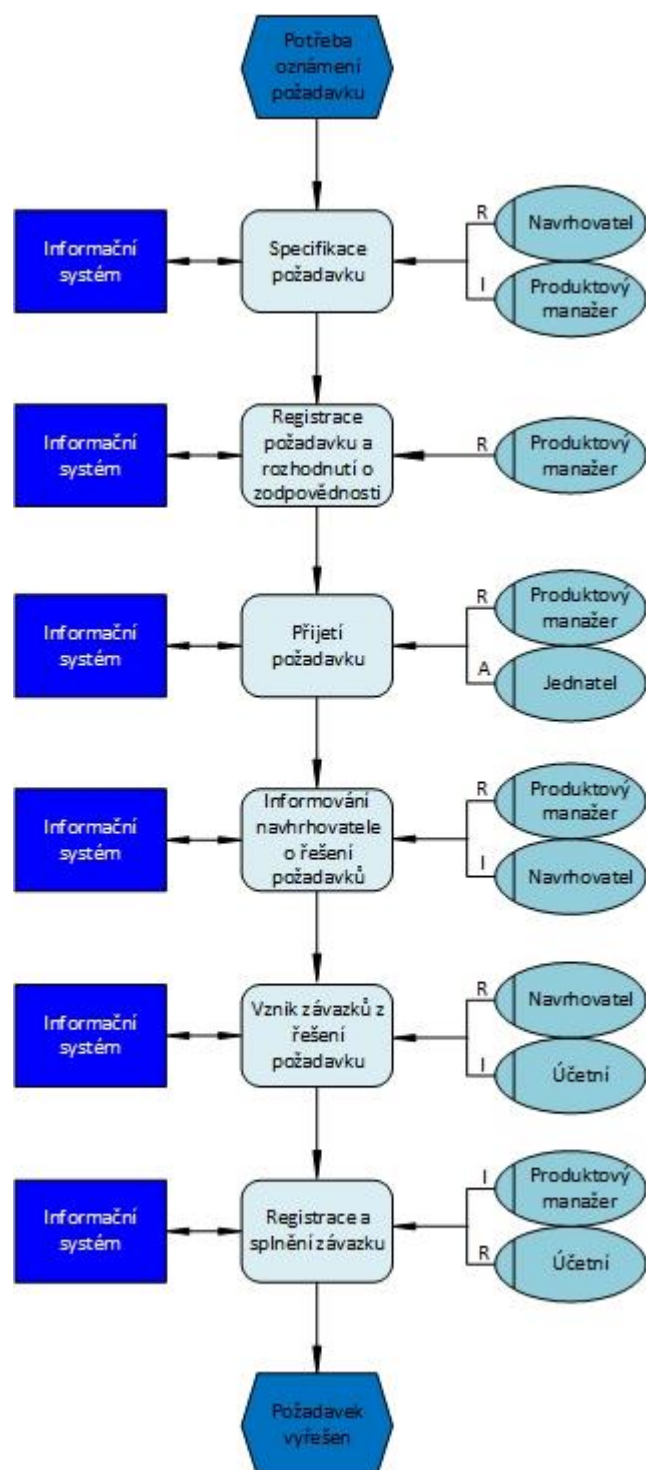 Potřeba
oznámení
požadavku
Informační
systém
Specifikace
požadavku
R
Navrhovatel
I
Produktový
manažer
Informační
systém
Registrace
požadavku a
rozhodnutí o
zodpovědnosti
R
Produktový
manažer
Informační
systém
Přijetí
požadavku
R
Produktový
manažer
A
Jednatel
Informační
systém
Informování
navhrhovatele
o řešení
požadavků
R
Produktový
manažer
I
Navrhovatel
Informační
systém
Vznik závazků z
řešení
požadavku
R
Navrhovatel
I
Účetní
Informační
systém
Registrace a
splnění závazku
I
Produktový
manažer
R
Účetní
Požadavek
vyřešen